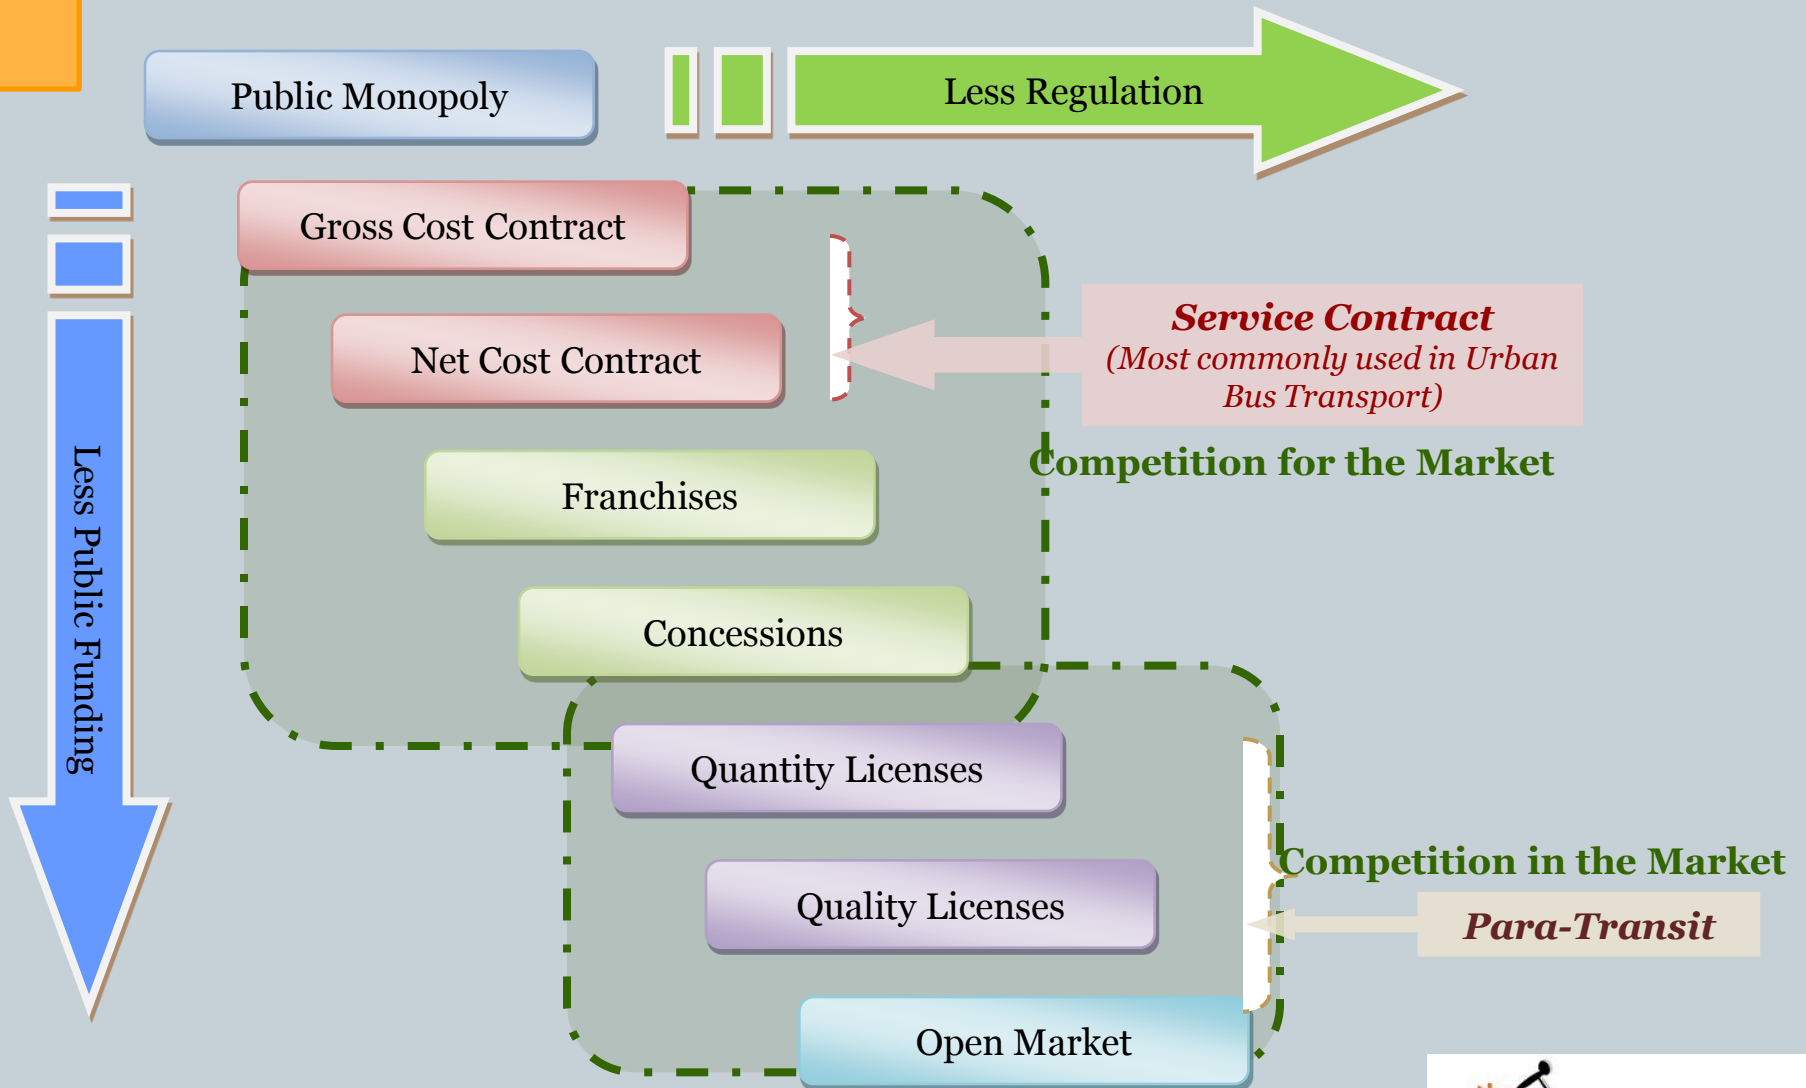 Public Monopoly
Less Regulation
Gross Cost Contract
Service Contract
(Most commonly used in Urban
Bus Transport)
Net Cost Contract
Competition for the Market
Franchises
Less Public Funding
Concessions
Quantity Licenses
Competition in the Market
Quality Licenses
Para-Transit
Open Market